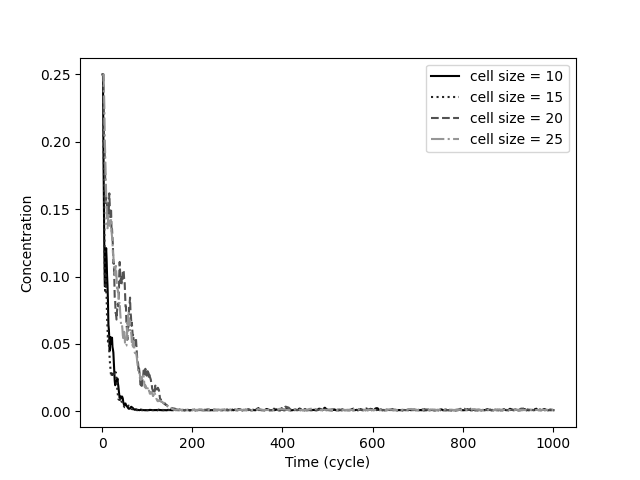 cell size = 10
cell size = 15
cell size = 20
cell size = 25
0.25
0.20
0.15
0.10
0.05
0.00
Concentration
0
200
400
600
800
1000
Time (cycle)